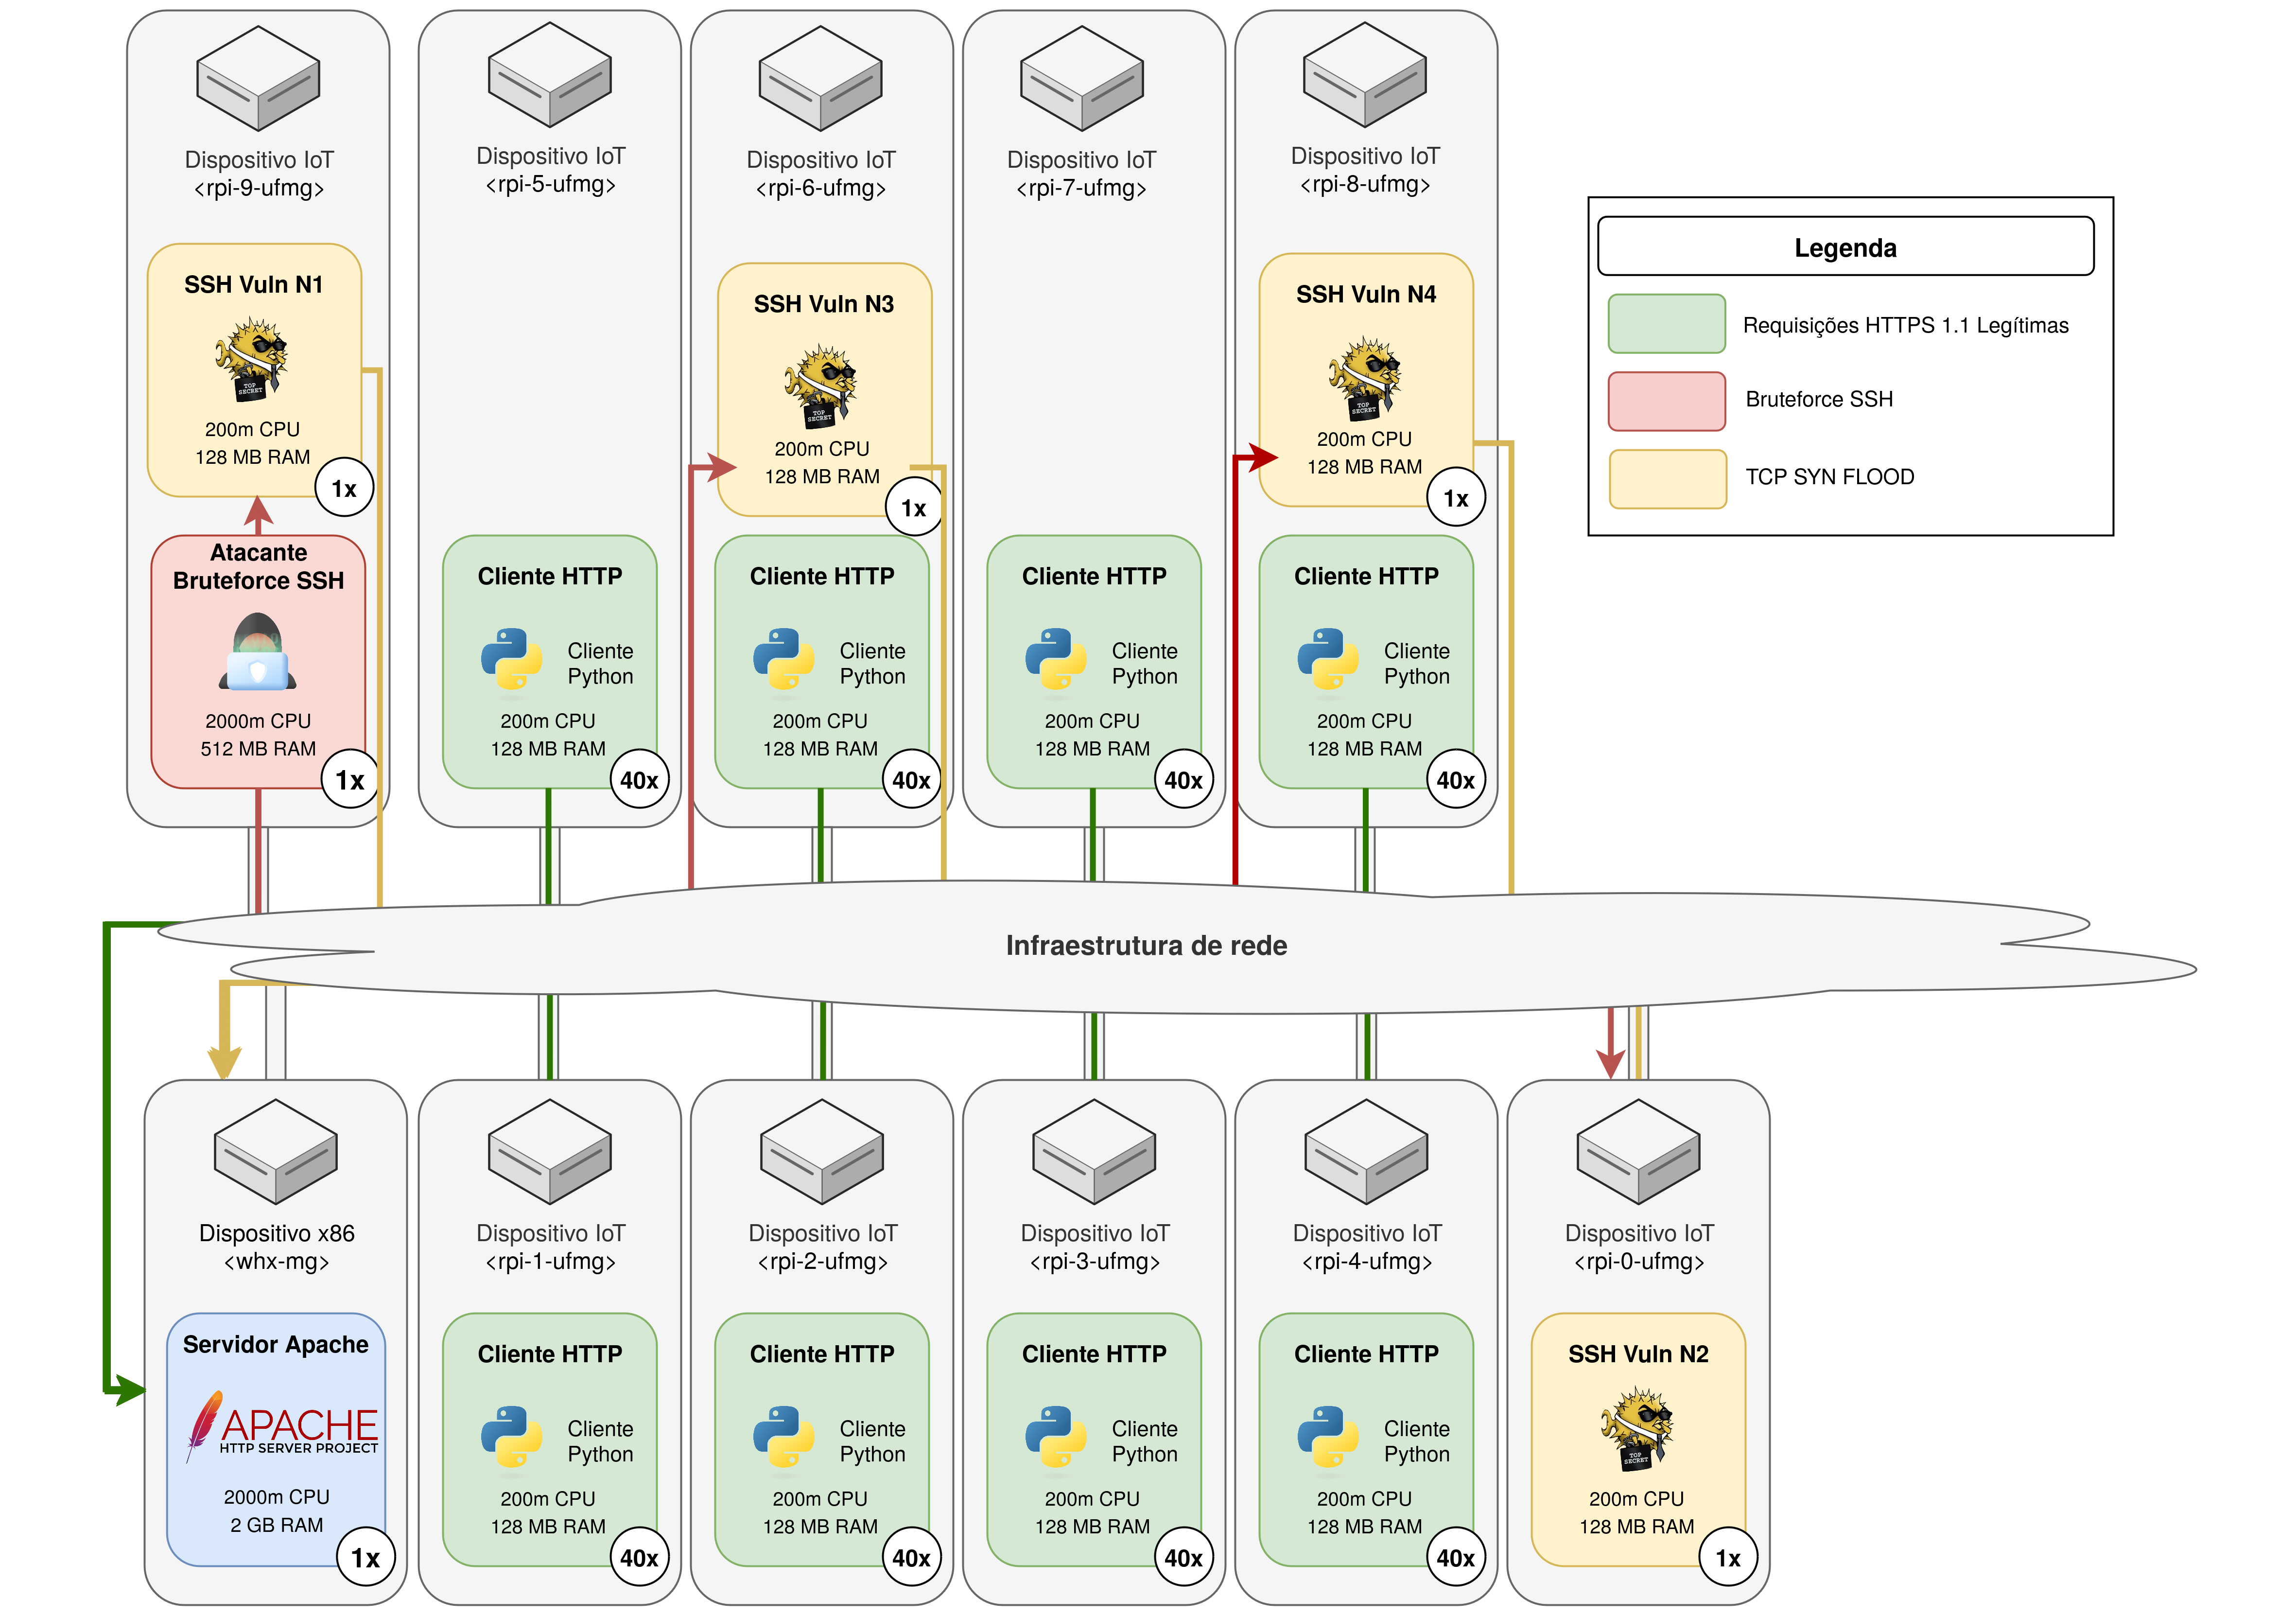 Dispositivo IoT
<rpi-9-ufmg>
SSH Vuln N1
TOP
SECRET
200m CPU
128 MB RAM
1x
Atacante
Bruteforce SSH
2000m CPU
512 MB RAM
1x
Dispositivo IoT
<rpi-5-ufmg>
Cliente HTTP
Cliente
Python
200m CPU
128 MB RAM
40x
Dispositivo IoT
<rpi-6-ufmg>
SSH Vuln N3
TOP
SECRET
200m CPU
128 MB RAM
1x
Cliente HTTP
Cliente
Python
200m CPU
128 MB RAM
40x
Dispositivo IoT
<rpi-7-ufmg>
Cliente HTTP
Cliente
Python
200m CPU
128 MB RAM
40x
Dispositivo IoT
<rpi-8-ufmg>
SSH Vuln N4
TOP
SECRET
200m CPU
128 MB RAM
1x
Cliente HTTP
Cliente
Python
200m CPU
128 MB RAM
40x
Legenda
Requisições HTTPS 1.1 Legítimas
Bruteforce SSH
TCP SYN FLOOD
Infraestrutura de rede
Dispositivo x86
<whx-mg>
Servidor Apache
APACHE
HTTP SERVER PROJECT
2000m CPU
2 GB RAM
1x
Dispositivo IoT
<rpi-1-ufmg>
Cliente HTTP
Cliente
Python
200m CPU
128 MB RAM
40x
Dispositivo IoT
<rpi-2-ufmg>
Cliente HTTP
Cliente
Python
200m CPU
128 MB RAM
40x
Dispositivo IoT
<rpi-3-ufmg>
Cliente HTTP
Cliente
Python
200m CPU
128 MB RAM
40x
Dispositivo IoT
<rpi-4-ufmg>
Cliente HTTP
Cliente
Python
200m CPU
128 MB RAM
40x
Dispositivo IoT
<rpi-0-ufmg>
SSH Vuln N2
TOP
SECRET
200m CPU
128 MB RAM
1x